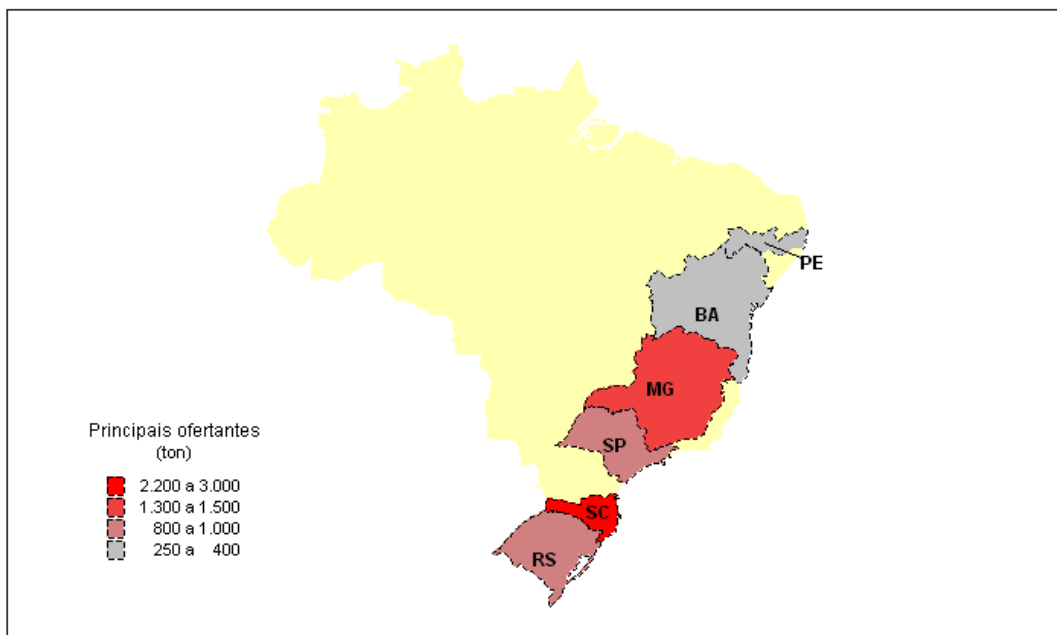 PE
BA
MG
SP
SC
RS
Principais ofertantes
(ton)
2.200 a 3.000
1.300 a 1.500
800 a 1.000
250 a 400